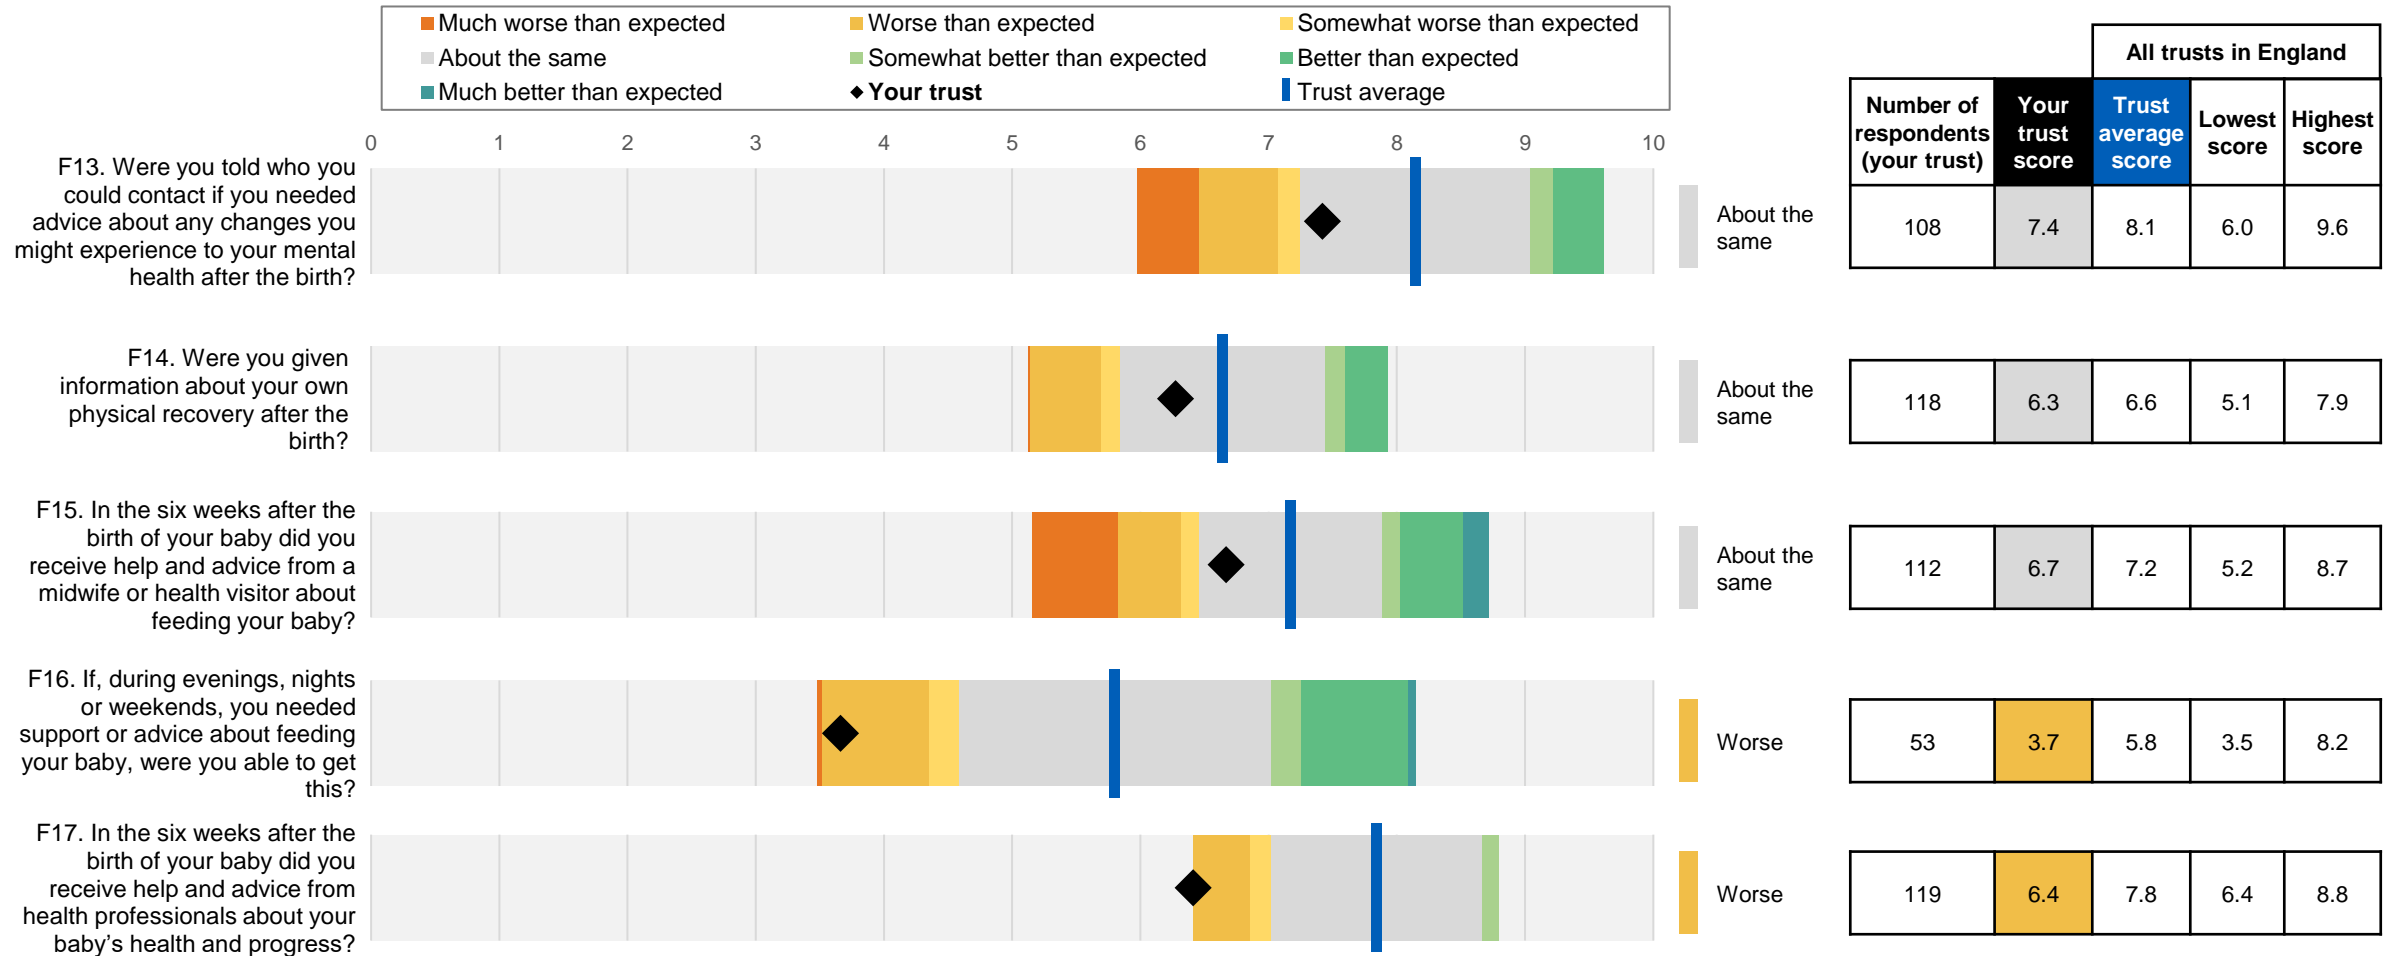 Much worse than expected
Worse than expected
Somewhat worse than expected
About the same
Somewhat better than expected
Better than expected
Much better than expected
Your trust
Trust average
All trusts in England
Number of
respondents
(your trust)
Your
trust
score
Trust
average
score
Lowest
score
Highest
score
0 1 2 3 4 5 6 7 8 9 10
F13. Were you told who you
could contact if you needed
advice about any changes you
might experience to your mental
health after the birth?
About the
same
108 7.4 8.1 6.0 9.6
F14. Were you given
information about your own
physical recovery after the
birth?
About the
same
118 6.3 6.6 5.1 7.9
F15. In the six weeks after the
birth of your baby did you
receive help and advice from a
midwife or health visitor about
feeding your baby?
About the
same
112 6.7 7.2 5.2 8.7
F16. If, during evenings, nights
or weekends, you needed
support or advice about feeding
your baby, were you able to get
this?
Worse
53 3.7 5.8 3.5 8.2
F17. In the six weeks after the
birth of your baby did you
receive help and advice from
health professionals about your
baby’s health and progress?
Worse
119 6.4 7.8 6.4 8.8